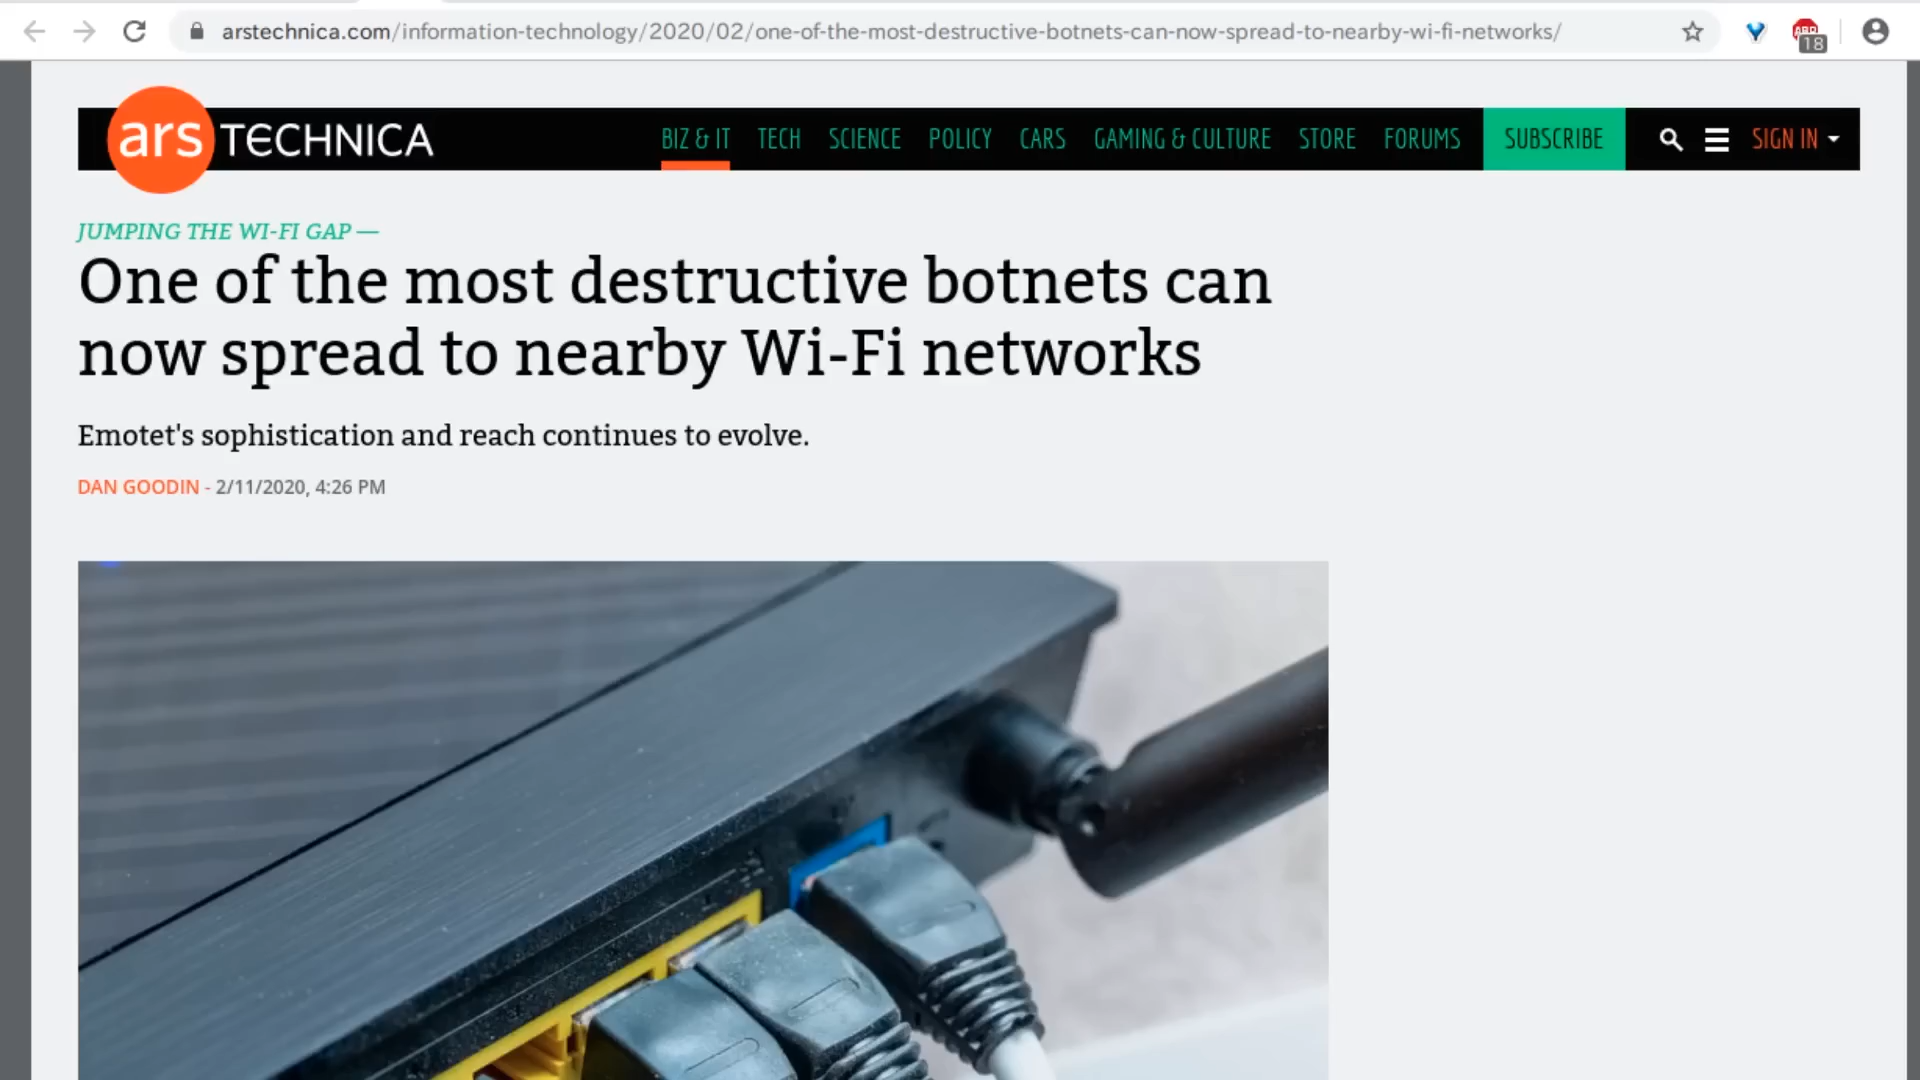 arstechnica.com/information-technology/2020/02/one-of-the-most-destructive-botnets-can-now-spread-to-nearby-wi-fi-networks/
ABP
18
ars TECHNICA
BIZ & IT TECH SCIENCE POLICY CARS GAMING & CULTURE STORE FORUMS SUBSCRIBE SIGN IN
JUMPING THE WI-FI GAP —
One of the most destructive botnets can
now spread to nearby Wi-Fi networks
Emotet's sophistication and reach continues to evolve.
DAN GOODIN - 2/11/2020, 4:26 PM